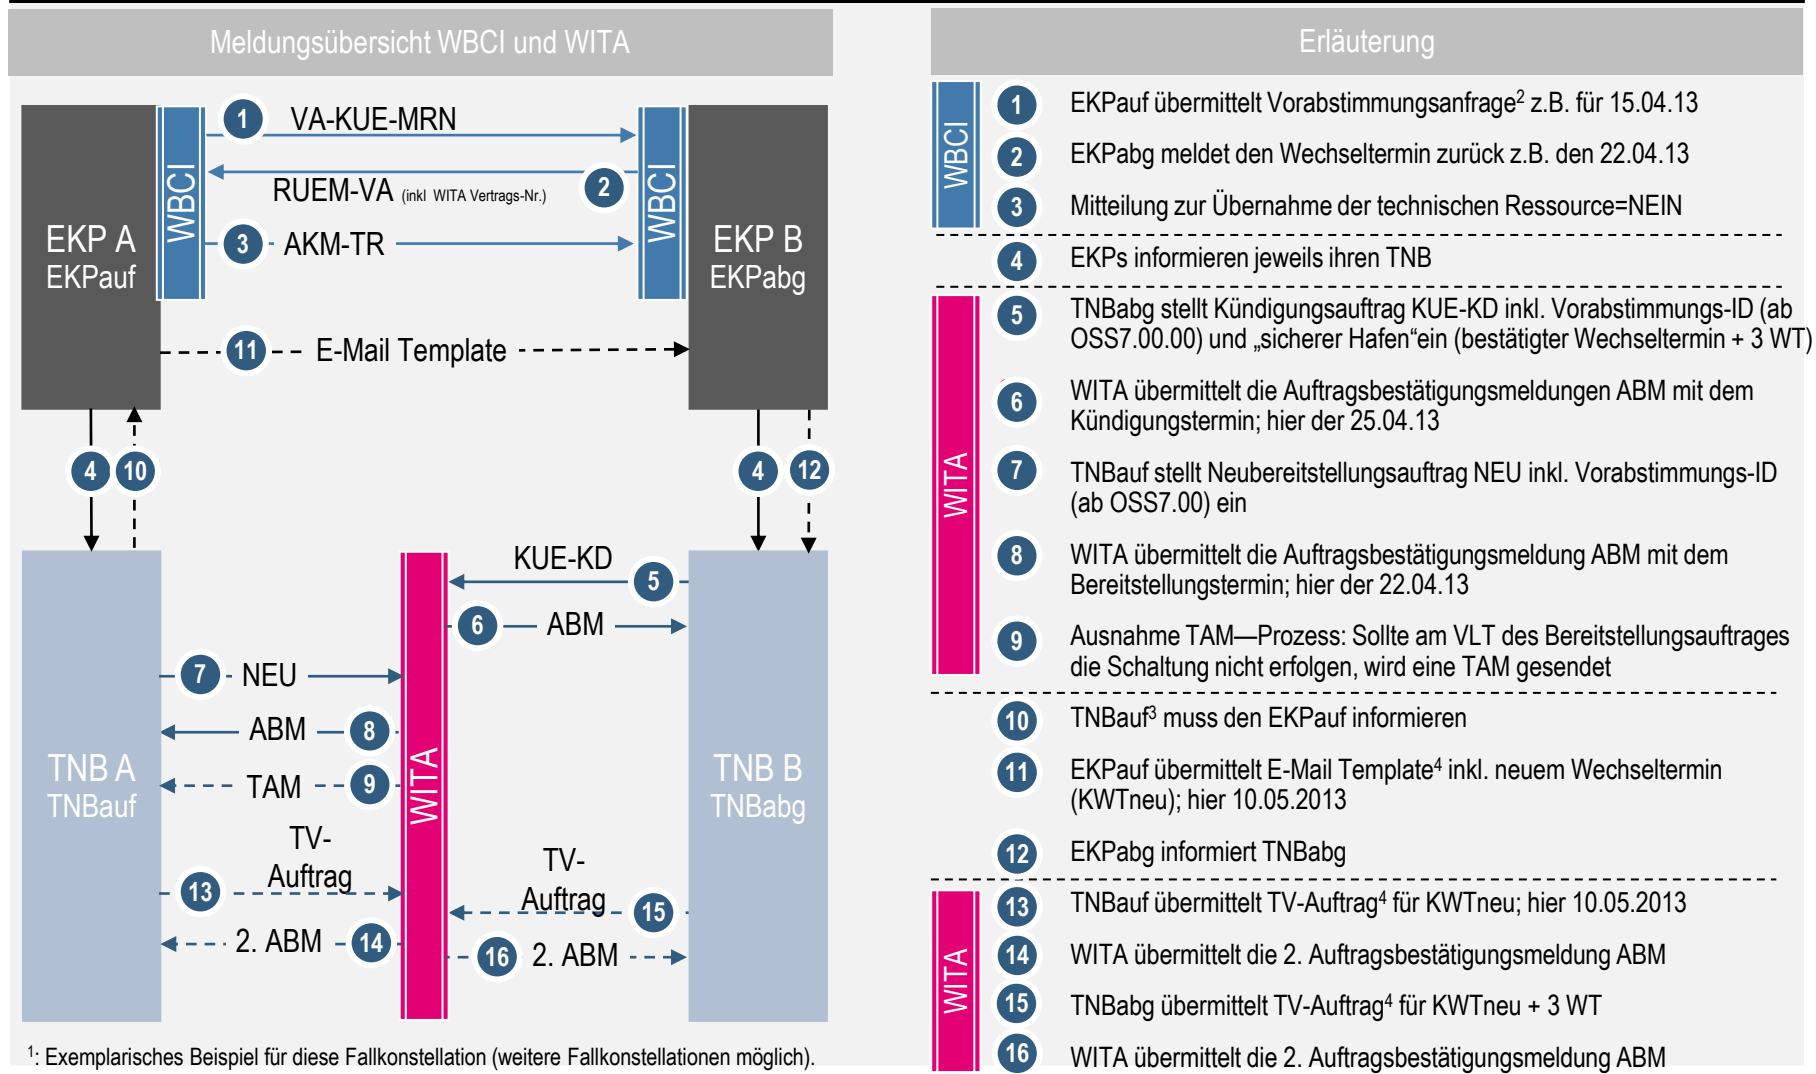 Meldungsübersicht WBCI und WITA
EKP A
EKPauf
WBCI
1 VA-KUE-MRN
RUEM-VA (inkl WITA Vertrags-Nr.) 2
3 AKM-TR
WBCI
EKP B
EKPabg
11 E-Mail Template
4
10
4
12
KUE-KD 5
6 ABM
7 NEU
ABM 8
TAM 9
TNB A
TNBauf
WITA
TNB B
TNBabg
TV-
Auftrag
13
TV-
Auftrag
15
2. ABM 14
16 2. ABM
1: Exemplarisches Beispiel für diese Fallkonstellation (weitere Fallkonstellationen möglich).
Erläuterung
WBCI
1 EKPauf übermittelt Vorabstimmungsanfrage2 z.B. für 15.04.13
2 EKPabg meldet den Wechseltermin zurück z.B. den 22.04.13
3 Mitteilung zur Übernahme der technischen Ressource=NEIN
4 EKPs informieren jeweils ihren TNB
WITA
5 TNBabg stellt Kündigungsauftrag KUE-KD inkl. Vorabstimmungs-ID (ab
OSS7.00.00) und „sicherer Hafen“ein (bestätigter Wechseltermin + 3 WT)
6 WITA übermittelt die Auftragsbestätigungsmeldungen ABM mit dem
Kündigungstermin; hier der 25.04.13
7 TNBauf stellt Neubereitstellungsauftrag NEU inkl. Vorabstimmungs-ID
(ab OSS7.00) ein
8 WITA übermittelt die Auftragsbestätigungsmeldung ABM mit dem
Bereitstellungstermin; hier der 22.04.13
9 Ausnahme TAM—Prozess: Sollte am VLT des Bereitstellungsauftrages
die Schaltung nicht erfolgen, wird eine TAM gesendet
10 TNBauf3 muss den EKPauf informieren
11 EKPauf übermittelt E-Mail Template4 inkl. neuem Wechseltermin
(KWTneu); hier 10.05.2013
12 EKPabg informiert TNBabg
WITA
13 TNBauf übermittelt TV-Auftrag4 für KWTneu; hier 10.05.2013
14 WITA übermittelt die 2. Auftragsbestätigungsmeldung ABM
15 TNBabg übermittelt TV-Auftrag4 für KWTneu + 3 WT
16 WITA übermittelt die 2. Auftragsbestätigungsmeldung ABM